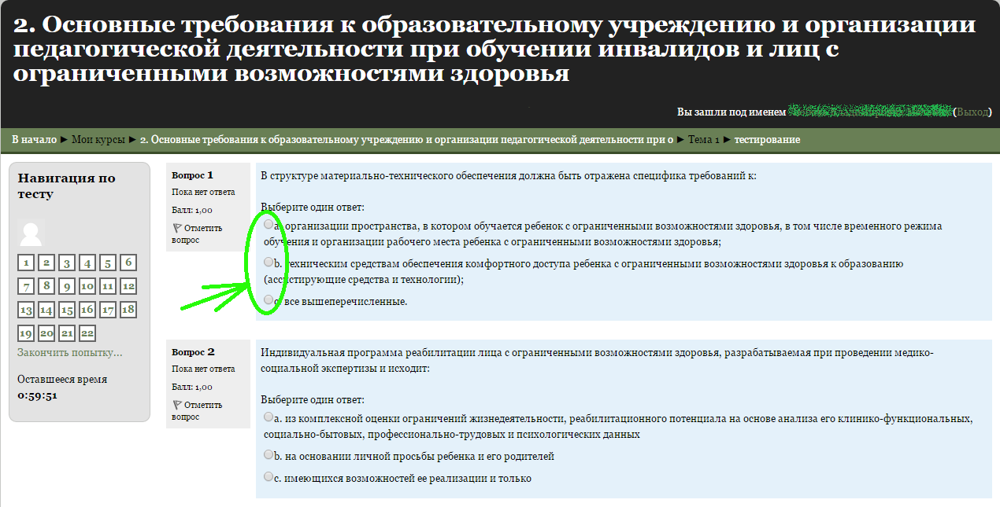 2. Основные требования к образовательному учреждению и организации
педагогической деятельности при обучении инвалидов и лиц с
ограниченными возможностями здоровья
Вы зашли под именем (Выход)
В начало ► Мои курсы ► 2. Основные требования к образовательному учреждению и организации педагогической деятельности при о ► Тема 1 ► тестирование
Навигация по
тесту
1 2 3 4 5 6
7 8 9 10 11 12
13 14 15 16 17 18
19 20 21 22
Закончить попытку...
Оставшееся время
0:59:51
Вопрос 1
Пока нет ответа
Балл: 1,00
Отметить
вопрос
В структуре материально-технического обеспечения должна быть отражена специфика требований к:
Выберите один ответ:
a. организации пространства, в котором обучается ребенок с ограниченными возможностями здоровья, в том числе временного режима
обучения и организации рабочего места ребенка с ограниченными возможностями здоровья;
b. техническим средствам обеспечения комфортного доступа ребенка с ограниченными возможностями здоровья к образованию
(ассистирующие средства и технологии);
c. все вышеперечисленные.
Вопрос 2
Пока нет ответа
Балл: 1,00
Отметить
вопрос
Индивидуальная программа реабилитации лица с ограниченными возможностями здоровья, разрабатываемая при проведении медико-
социальной экспертизы и исходит:
Выберите один ответ:
a. из комплексной оценки ограничений жизнедеятельности, реабилитационного потенциала на основе анализа его клинико-функциональных,
социально-бытовых, профессионально-трудовых и психологических данных
b. на основании личной просьбы ребенка и его родителей
c. имеющихся возможностей ее реализации и только